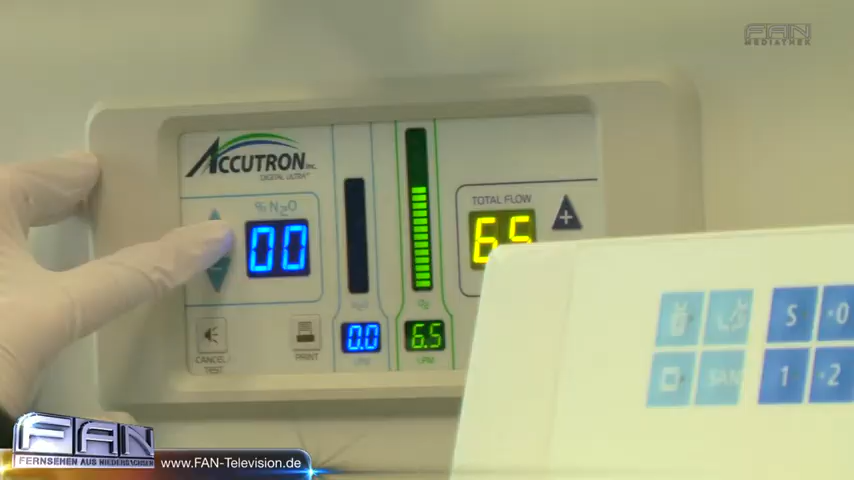 FAN
MEDIATHEK
ACCUTRON INC.
DIGITAL ULTRA
% N2O
00
TOTAL FLOW
65
+
-
O2
0.0
6.5
LPM
CANCEL/
TEST
PRINT
S
·0
1
·2
FAN
FERNSEHEN AUS NIEDERSACHSEN
www.FAN-Television.de